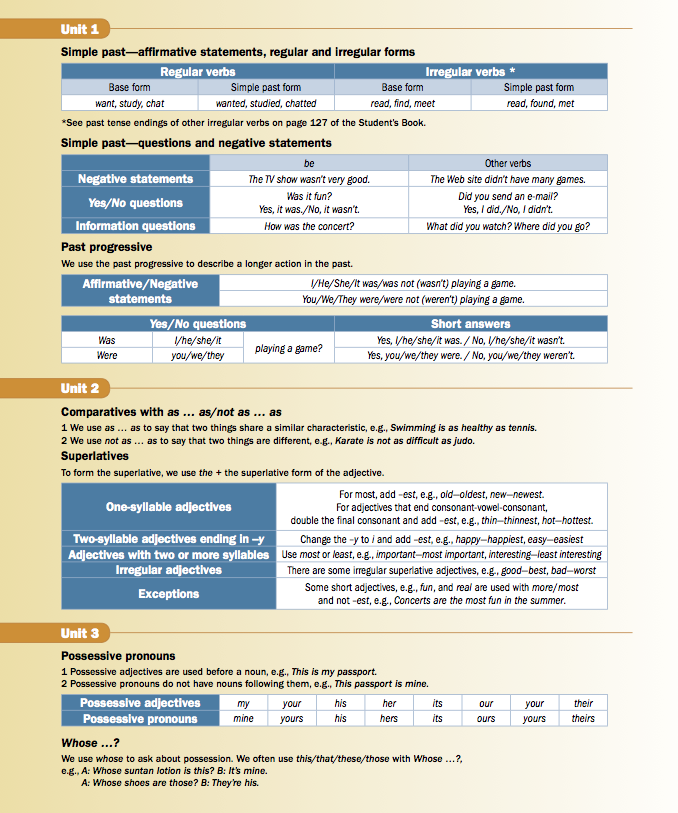 Unit 1
Simple past—affirmative statements, regular and irregular forms
Regular verbs Irregular verbs *
Base form Simple past form Base form Simple past form
want, study, chat wanted, studied, chatted read, find, meet read, found, met
*See past tense endings of other irregular verbs on page 127 of the Student's Book.
Simple past—questions and negative statements
be Other verbs
Negative statements The TV show wasn't very good. The Web site didn't have many games.
Yes/No questions Was it fun? Did you send an e-mail?
Yes, it was./No, it wasn't. Yes, I did./No, I didn't.
Information questions How was the concert? What did you watch? Where did you go?
Past progressive
We use the past progressive to describe a longer action in the past.
Affirmative/Negative I/He/She/It was/was not (wasn't) playing a game.
statements You/We/They were/were not (weren't) playing a game.
Yes/No questions Short answers
Was I/he/she/it playing a game? Yes, I/he/she/it was. / No, I/he/she/it wasn't.
Were you/we/they Yes, you/we/they were. / No, you/we/they weren't.
Unit 2
Comparatives with as … as/not as … as
1 We use as … as to say that two things share a similar characteristic, e.g., Swimming is as healthy as tennis.
2 We use not as … as to say that two things are different, e.g., Karate is not as difficult as judo.
Superlatives
To form the superlative, we use the + the superlative form of the adjective.
One-syllable adjectives For most, add –est, e.g., old—oldest, new—newest.
For adjectives that end consonant-vowel-consonant,
double the final consonant and add –est, e.g., thin—thinnest, hot—hottest.
Two-syllable adjectives ending in –y Change the –y to i and add –est, e.g., happy—happiest, easy—easiest
Adjectives with two or more syllables Use most or least, e.g., important—most important, interesting—least interesting
Irregular adjectives There are some irregular superlative adjectives, e.g., good—best, bad—worst
Exceptions Some short adjectives, e.g., fun, and real are used with more/most
and not –est, e.g., Concerts are the most fun in the summer.
Unit 3
Possessive pronouns
1 Possessive adjectives are used before a noun, e.g., This is my passport.
2 Possessive pronouns do not have nouns following them, e.g., This passport is mine.
Possessive adjectives my your his her its our your their
Possessive pronouns mine yours his hers its ours yours theirs
Whose …?
We use whose to ask about possession. We often use this/that/these/those with Whose …?,
e.g., A: Whose suntan lotion is this? B: It's mine.
A: Whose shoes are those? B: They're his.